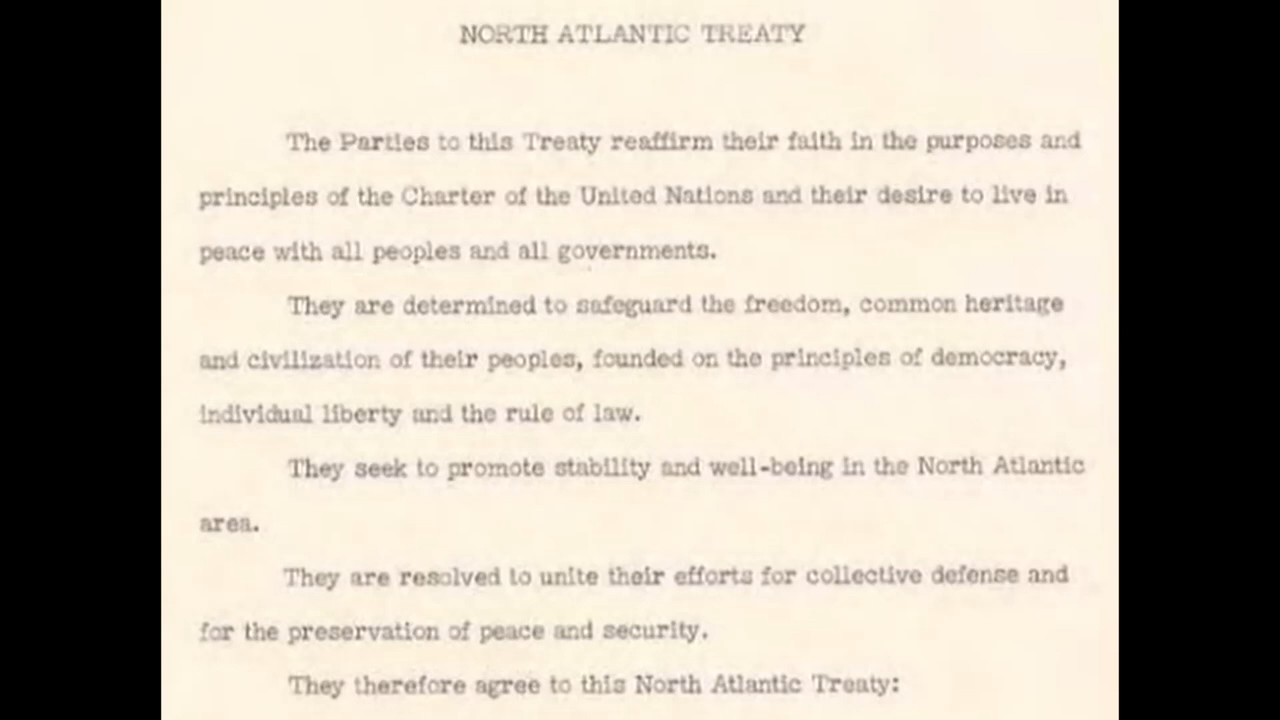 NORTH ATLANTIC TREATY
The Parties to this Treaty reaffirm their faith in the purposes and
principles of the Charter of the United Nations and their desire to live in
peace with all peoples and all governments.
They are determined to safeguard the freedom, common heritage
and civilization of their peoples, founded on the principles of democracy,
individual liberty and the rule of law.
They seek to promote stability and well-being in the North Atlantic
area.
They are resolved to unite their efforts for collective defense and
for the preservation of peace and security.
They therefore agree to this North Atlantic Treaty: